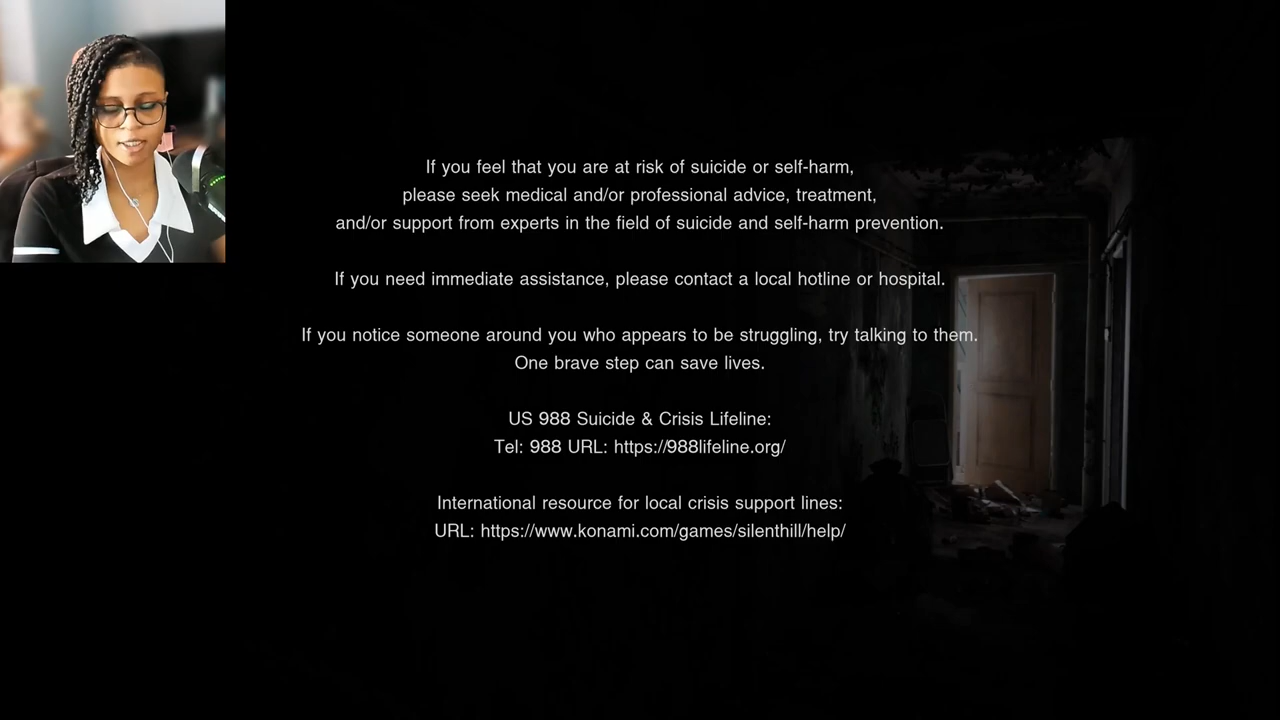 If you feel that you are at risk of suicide or self-harm,
please seek medical and/or professional advice, treatment,
and/or support from experts in the field of suicide and self-harm prevention.
If you need immediate assistance, please contact a local hotline or hospital.
If you notice someone around you who appears to be struggling, try talking to them.
One brave step can save lives.
US 988 Suicide & Crisis Lifeline:
Tel: 988 URL: https://988lifeline.org/
International resource for local crisis support lines:
URL: https://www.konami.com/games/silenthill/help/